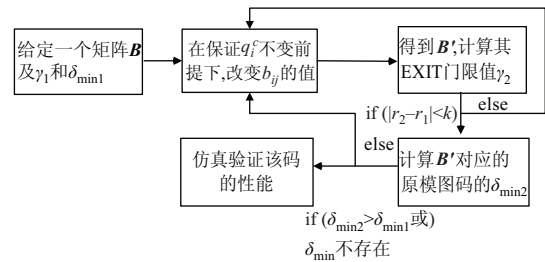 给定一个矩阵B
及γ₁和δmin1
在保证qᵢᶜ不变前
提下,改变bᵢⱼ的值
得到B′,计算其
EXIT门限值γ₂
if (|r₂–r₁|<k)
else
计算B′对应的
原模图码的δmin2
else
仿真验证该码
的性能
if (δmin2>δmin1或)
δmin不存在